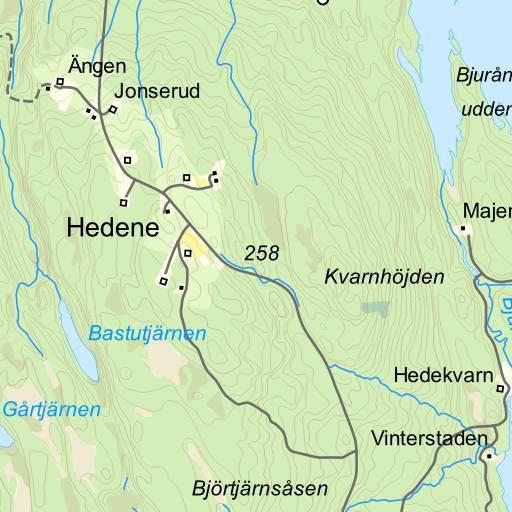 Ängen
Jonserud
Bjurån
udden
Hedene
Majer
258
Kvarnhöjden
Bastutjärnen
Hedekvarn
Gårtjärnen
Vinterstaden
Björtjärnsåsen